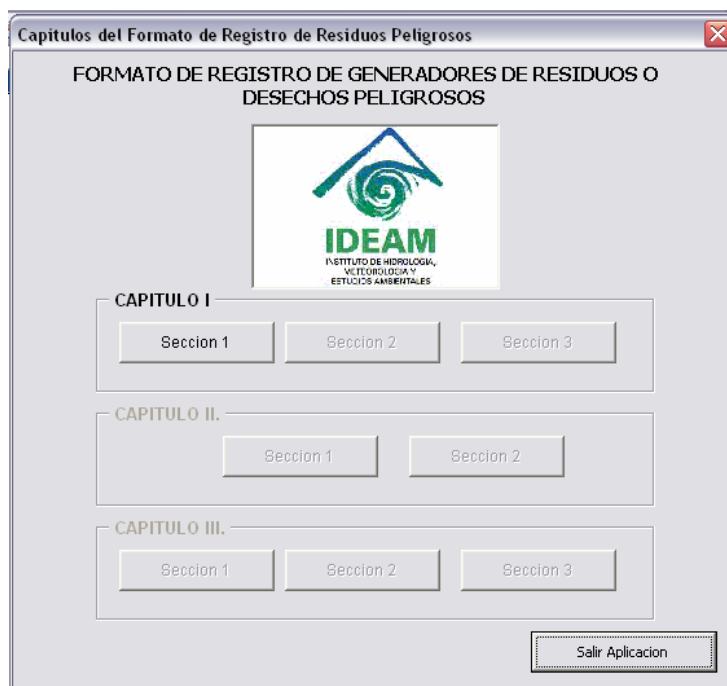 Capitulos del Formato de Registro de Residuos Peligrosos
FORMATO DE REGISTRO DE GENERADORES DE RESIDUOS O
DESECHOS PELIGROSOS
IDEAM
INSTITUTO DE HIDROLOGIA,
METEOROLOGIA Y
ESTUDIOS AMBIENTALES
CAPITULO I
Seccion 1 Seccion 2 Seccion 3
CAPITULO II.
Seccion 1 Seccion 2
CAPITULO III.
Seccion 1 Seccion 2 Seccion 3
Salir Aplicacion